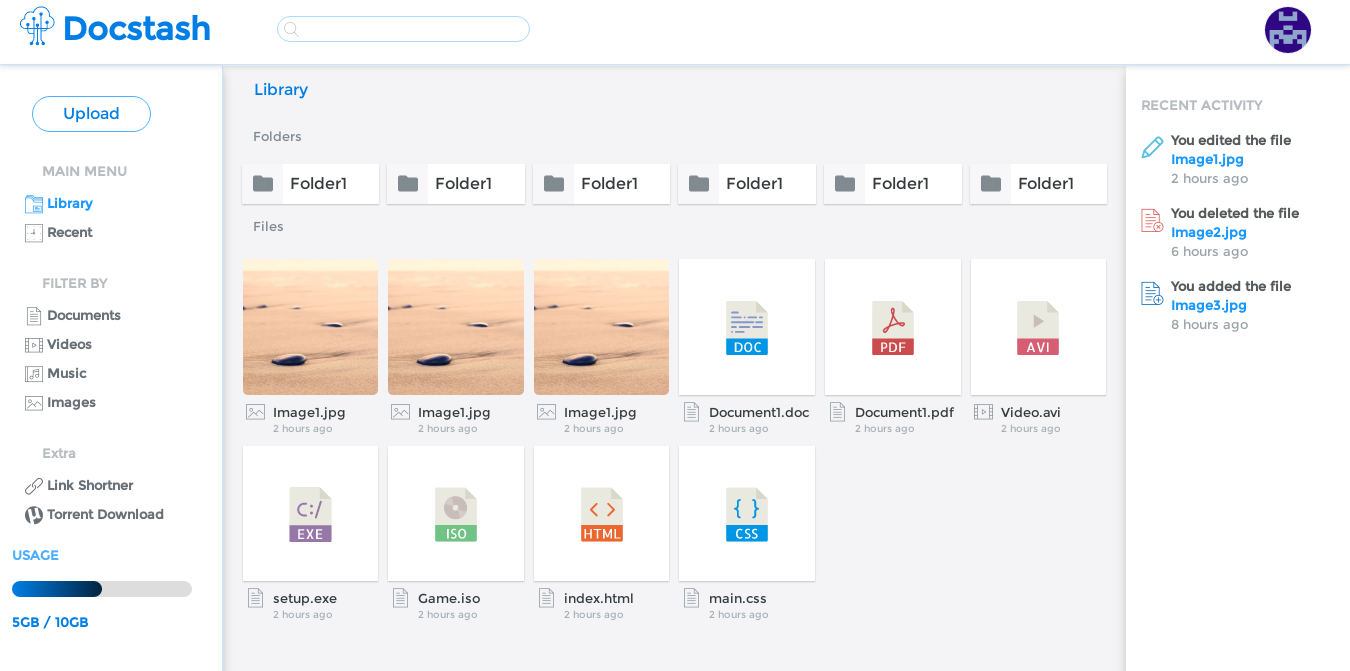 Docstash
Upload
MAIN MENU
Library
Recent
FILTER BY
Documents
Videos
Music
Images
Extra
Link Shortner
Torrent Download
USAGE
5GB / 10GB
Library
Folders
Folder1 Folder1 Folder1 Folder1 Folder1 Folder1
Files
DOC PDF AVI
Image1.jpg Image1.jpg Image1.jpg Document1.doc Document1.pdf Video.avi
2 hours ago 2 hours ago 2 hours ago 2 hours ago 2 hours ago 2 hours ago
C:/ < > { }
EXE ISO HTML CSS
setup.exe Game.iso index.html main.css
2 hours ago 2 hours ago 2 hours ago 2 hours ago
RECENT ACTIVITY
You edited the file
Image1.jpg
2 hours ago
You deleted the file
Image2.jpg
6 hours ago
You added the file
Image3.jpg
8 hours ago